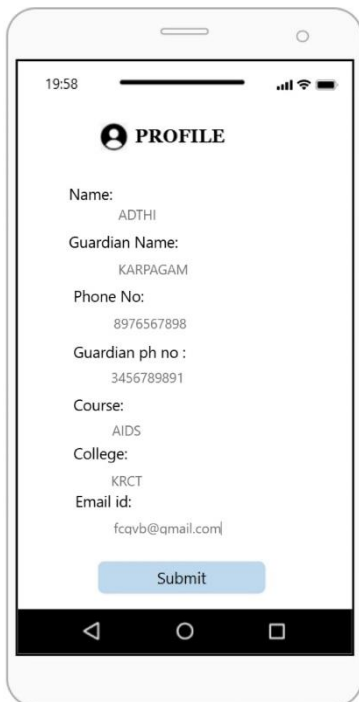 19:58
PROFILE
Name:
ADTHI
Guardian Name:
KARPAGAM
Phone No:
8976567898
Guardian ph no :
3456789891
Course:
AIDS
College:
KRCT
Email id:
fcgvb@gmail.com
Submit